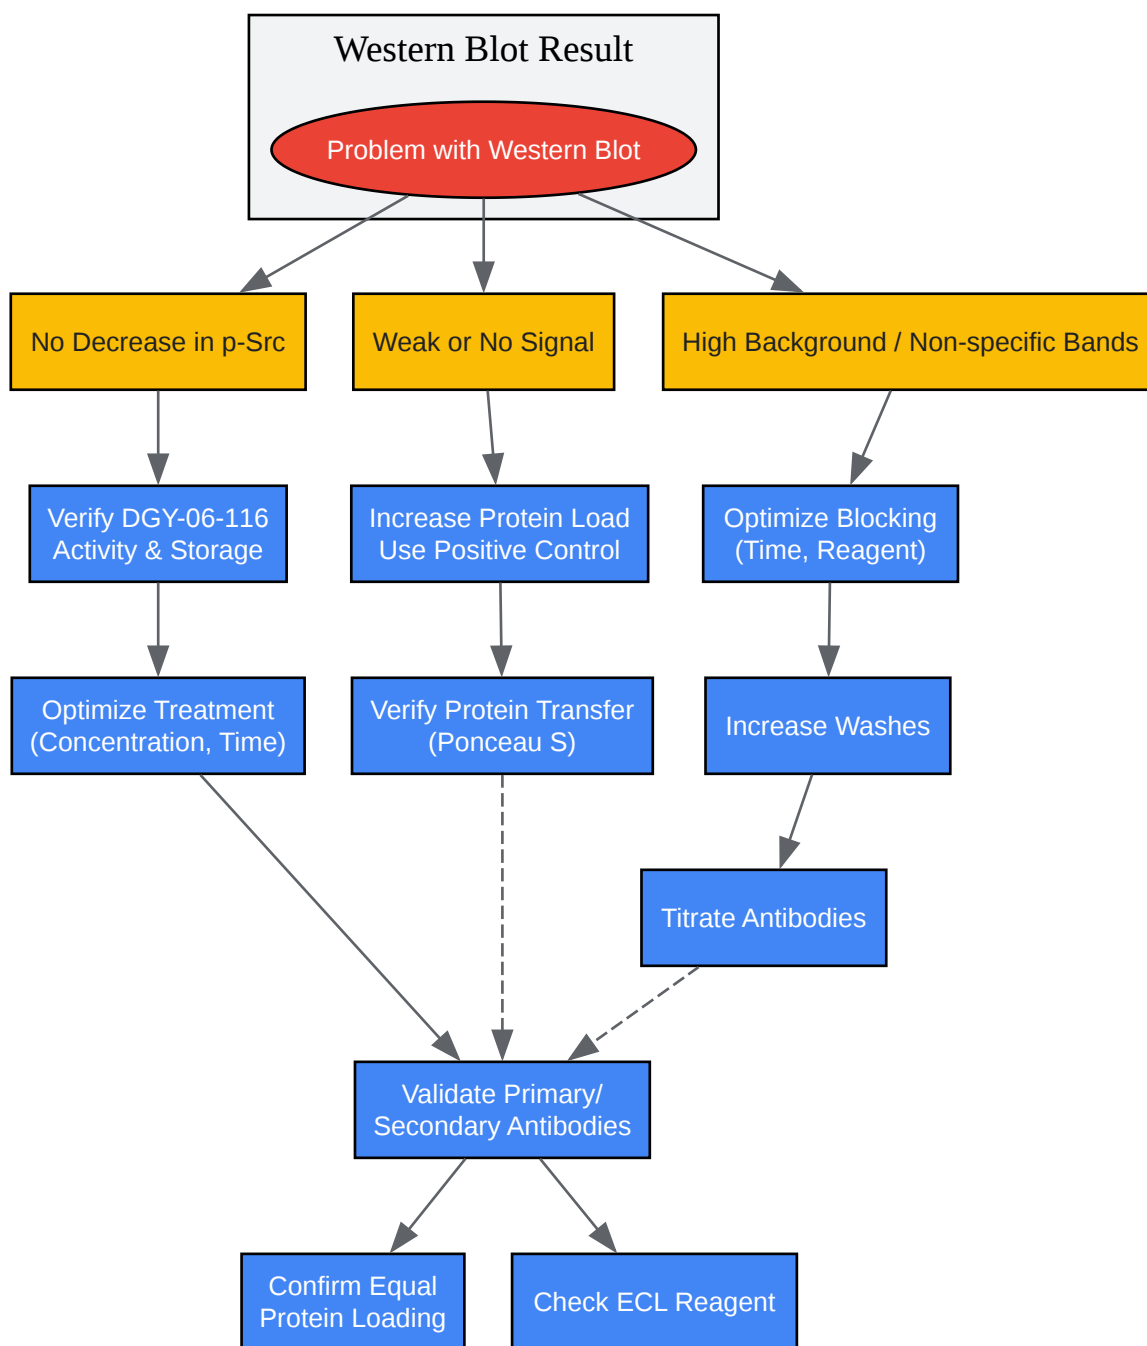 Western Blot Result
Problem with Western Blot
No Decrease in p-Src
Weak or No Signal
High Background / Non-specific Bands
Verify DGY-06-116
Activity & Storage
Increase Protein Load
Use Positive Control
Optimize Blocking
(Time, Reagent)
Optimize Treatment
(Concentration, Time)
Verify Protein Transfer
(Ponceau S)
Increase Washes
Titrate Antibodies
Validate Primary/
Secondary Antibodies
Confirm Equal
Protein Loading
Check ECL Reagent